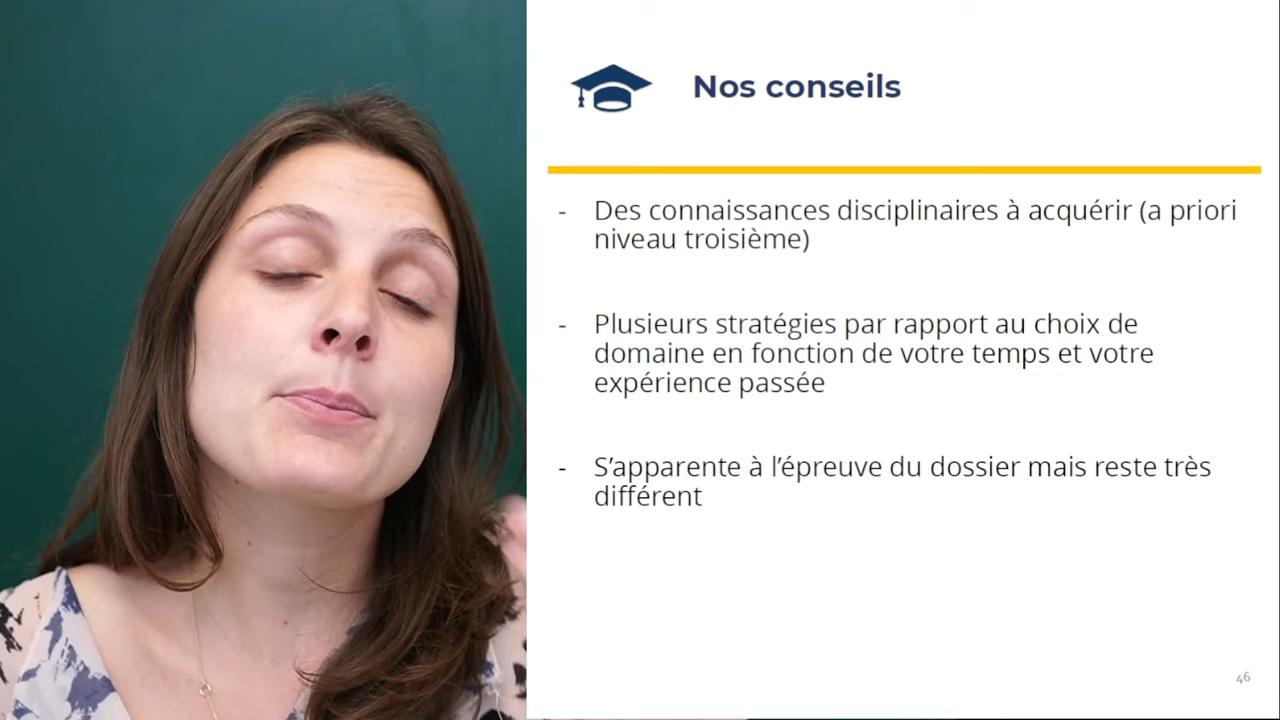 Nos conseils
- Des connaissances disciplinaires à acquérir (a priori
niveau troisième)
- Plusieurs stratégies par rapport au choix de
domaine en fonction de votre temps et votre
expérience passée
- S’apparente à l’épreuve du dossier mais reste très
différent
46